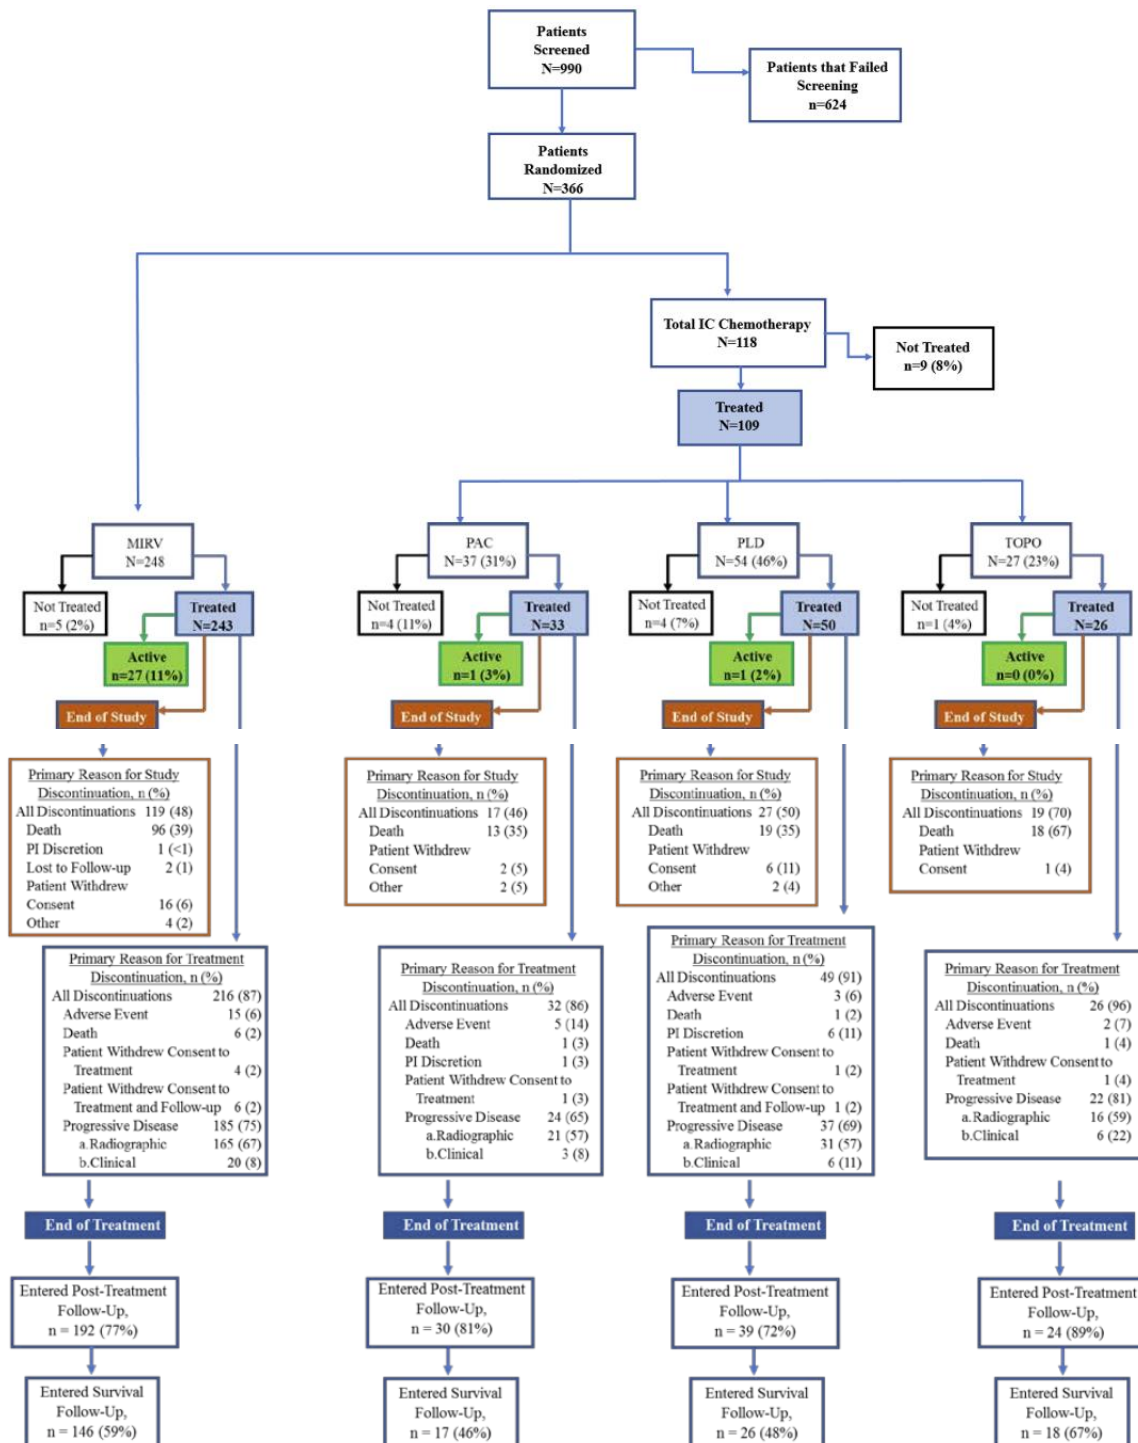 Patients
Screened
N=990
Patients that Failed
Screening
n=624
Patients
Randomized
N=366
Total IC Chemotherapy
N=118
Not Treated
n=9 (8%)
Treated
N=109
MIRV
N=248
PAC
N=37 (31%)
PLD
N=54 (46%)
TOPO
N=27 (23%)
Not Treated
n=5 (2%)
Treated
N=243
Not Treated
n=4 (11%)
Treated
N=33
Not Treated
n=4 (7%)
Treated
N=50
Not Treated
n=1 (4%)
Treated
N=26
Active
n=27 (11%)
Active
n=1 (3%)
Active
n=1 (2%)
Active
n=0 (0%)
End of Study
End of Study
End of Study
End of Study
Primary Reason for Study
Discontinuation, n (%)
All Discontinuations 119 (48)
Death 96 (39)
PI Discretion 1 (<1)
Lost to Follow-up 2 (1)
Patient Withdrew
Consent 16 (6)
Other 4 (2)
Primary Reason for Study
Discontinuation, n (%)
All Discontinuations 17 (46)
Death 13 (35)
Patient Withdrew
Consent 2 (5)
Other 2 (5)
Primary Reason for Study
Discontinuation, n (%)
All Discontinuations 27 (50)
Death 19 (35)
Patient Withdrew
Consent 6 (11)
Other 2 (4)
Primary Reason for Study
Discontinuation, n (%)
All Discontinuations 19 (70)
Death 18 (67)
Patient Withdrew
Consent 1 (4)
Primary Reason for Treatment
Discontinuation, n (%)
All Discontinuations 216 (87)
Adverse Event 15 (6)
Death 6 (2)
Patient Withdrew Consent to
Treatment 4 (2)
Patient Withdrew Consent to
Treatment and Follow-up 6 (2)
Progressive Disease 185 (75)
a.Radiographic 165 (67)
b.Clinical 20 (8)
Primary Reason for Treatment
Discontinuation, n (%)
All Discontinuations 32 (86)
Adverse Event 5 (14)
Death 1 (3)
PI Discretion 1 (3)
Patient Withdrew Consent to
Treatment 1 (3)
Progressive Disease 24 (65)
a.Radiographic 21 (57)
b.Clinical 3 (8)
Primary Reason for Treatment
Discontinuation, n (%)
All Discontinuations 49 (91)
Adverse Event 3 (6)
Death 1 (2)
PI Discretion 6 (11)
Patient Withdrew Consent to
Treatment 1 (2)
Patient Withdrew Consent to
Treatment and Follow-up 1 (2)
Progressive Disease 37 (69)
a.Radiographic 31 (57)
b.Clinical 6 (11)
Primary Reason for Treatment
Discontinuation, n (%)
All Discontinuations 26 (96)
Adverse Event 2 (7)
Death 1 (4)
Patient Withdrew Consent to
Treatment 1 (4)
Progressive Disease 22 (81)
a.Radiographic 16 (59)
b.Clinical 6 (22)
End of Treatment
End of Treatment
End of Treatment
End of Treatment
Entered Post-Treatment
Follow-Up,
n = 192 (77%)
Entered Post-Treatment
Follow-Up,
n = 30 (81%)
Entered Post-Treatment
Follow-Up,
n = 39 (72%)
Entered Post-Treatment
Follow-Up,
n = 24 (89%)
Entered Survival
Follow-Up,
n = 146 (59%)
Entered Survival
Follow-Up,
n = 17 (46%)
Entered Survival
Follow-Up,
n = 26 (48%)
Entered Survival
Follow-Up,
n = 18 (67%)